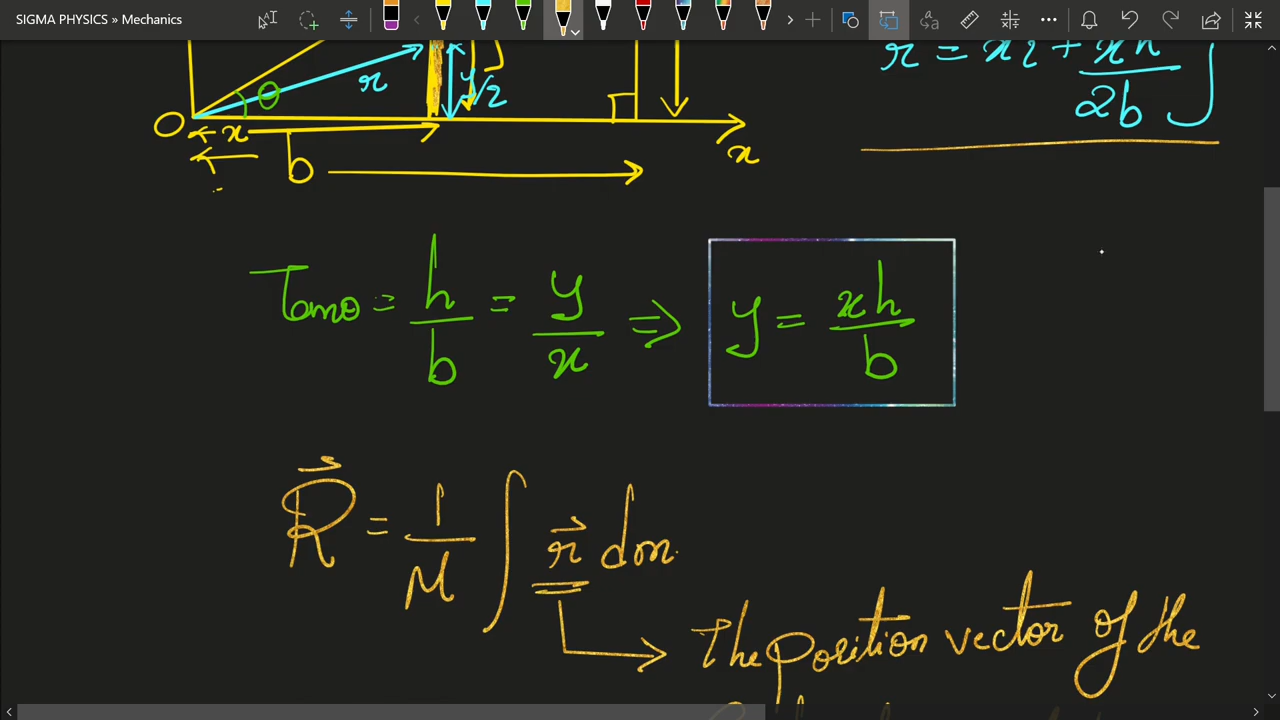 SIGMA PHYSICS » Mechanics
r = xî + xh/2b ĵ
θ
r
y/2
O
x
x
b
Tanθ = h/b = y/x ⇒ y = xh/b
R⃗ = 1/M ∫ r⃗ dm
The position vector of the